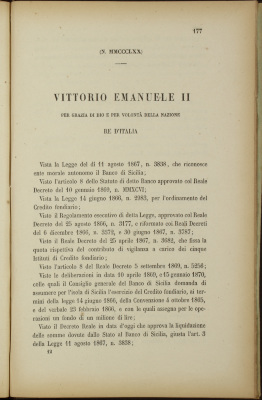 177
(N. MMCCCLXX)
VITTORIO EMANUELE II
PER GRAZIA DI DIO E PER VOLONTÀ DELLA NAZIONE
RE D'ITALIA
Vista la Legge del dì 11 agosto 1867, n. 3838, che riconosce
ente morale autonomo il Banco di Sicilia;
Visto l'articolo 8 dello Statuto di detto Banco approvato col Reale
Decreto del 10 gennaio 1869, n. MMXCVI;
Vista la Legge 14 giugno 1866, n. 2983, per l'ordinamento del
Credito fondiario;
Visto il Regolamento esecutivo di detta Legge, approvato col Reale
Decreto del 25 agosto 1866, n. 3177, e riformato coi Reali Decreti
del 6 dicembre 1866, n. 3372, e 30 giugno 1867, n. 3787;
Visto il Reale Decreto del 25 aprile 1867, n. 3682, che fissa la
quota rispettiva del contributo di vigilanza a carico dei cinque
Istituti di Credito fondiario;
Visto l'articolo 8 del Reale Decreto 5 settembre 1869, n. 5256;
Viste le deliberazioni in data 10 aprile 1869, e 15 gennaio 1870,
colle quali il Consiglio generale del Banco di Sicilia domanda di
assumere per l'isola di Sicilia l'esercizio del Credito fondiario, ai ter-
mini della legge 14 giugno 1866, della Convenzione 4 ottobre 1865,
e del verbale 23 febbraio 1866, e con le quali assegna per le ope-
razioni un fondo di un milione di lire;
Visto il Decreto Reale in data d'oggi che approva la liquidazione
delle somme dovute dallo Stato al Banco di Sicilia, giusta l'art. 3
della Legge 11 agosto 1867, n. 3838;